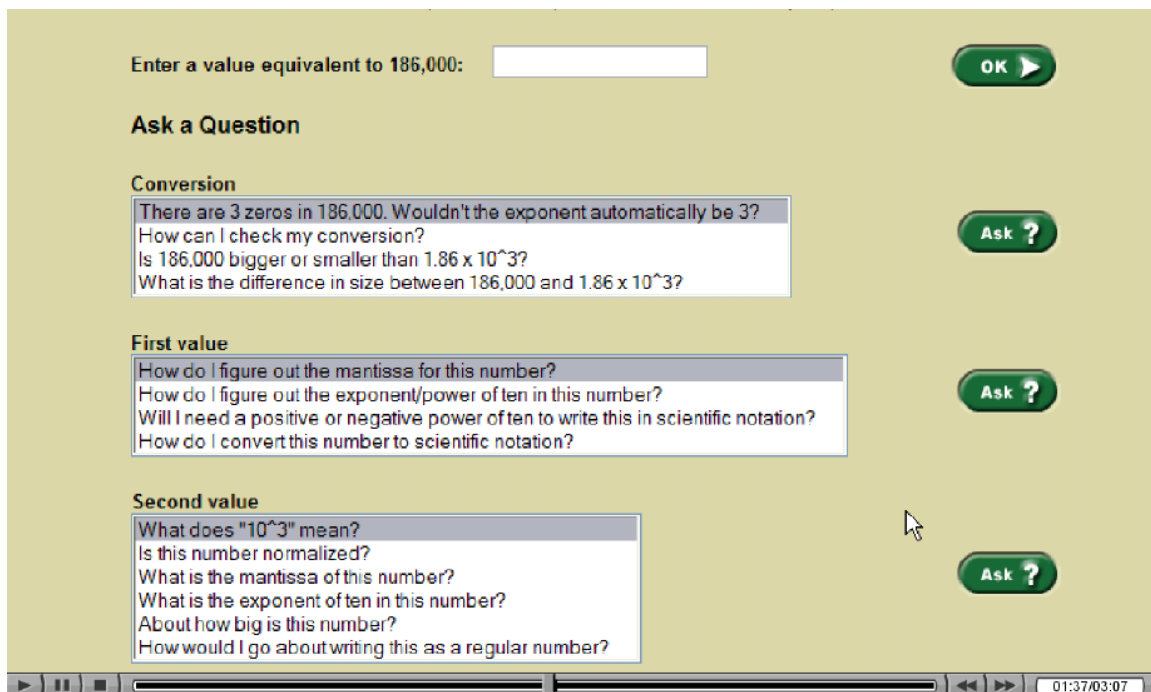 Enter a value equivalent to 186,000:
OK
Ask a Question
Conversion
There are 3 zeros in 186,000. Wouldn't the exponent automatically be 3?
How can I check my conversion?
Is 186,000 bigger or smaller than 1.86 x 10^3?
What is the difference in size between 186,000 and 1.86 x 10^3?
Ask ?
First value
How do I figure out the mantissa for this number?
How do I figure out the exponent/power of ten in this number?
Will I need a positive or negative power of ten to write this in scientific notation?
How do I convert this number to scientific notation?
Ask ?
Second value
What does "10^3" mean?
Is this number normalized?
What is the mantissa of this number?
What is the exponent of ten in this number?
About how big is this number?
How would I go about writing this as a regular number?
Ask ?
01:37/03:07